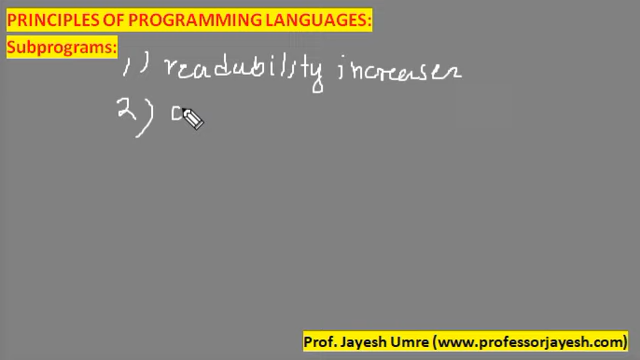 PRINCIPLES OF PROGRAMMING LANGUAGES:
Subprograms:
1) readability increases
2)
Prof. Jayesh Umre (www.professorjayesh.com)